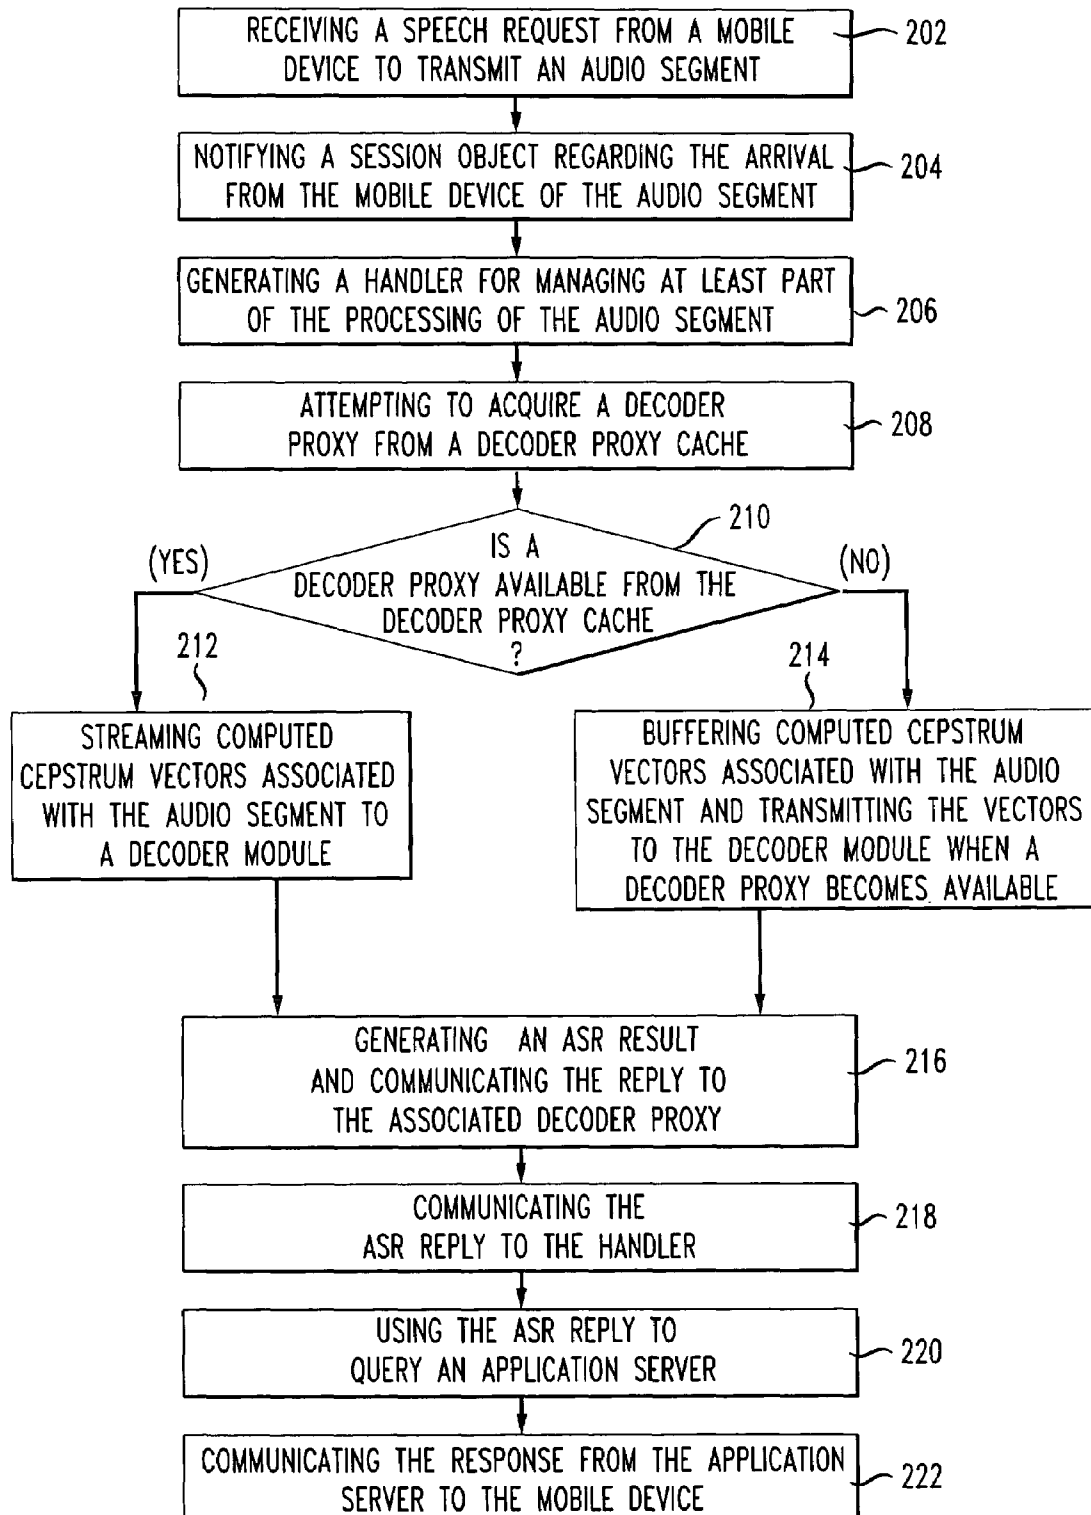 RECEIVING A SPEECH REQUEST FROM A MOBILE
DEVICE TO TRANSMIT AN AUDIO SEGMENT
202
NOTIFYING A SESSION OBJECT REGARDING THE ARRIVAL
FROM THE MOBILE DEVICE OF THE AUDIO SEGMENT
204
GENERATING A HANDLER FOR MANAGING AT LEAST PART
OF THE PROCESSING OF THE AUDIO SEGMENT
206
ATTEMPTING TO ACQUIRE A DECODER
PROXY FROM A DECODER PROXY CACHE
208
210
IS A
DECODER PROXY AVAILABLE FROM THE
DECODER PROXY CACHE
?
(YES)
(NO)
212
STREAMING COMPUTED
CEPSTRUM VECTORS ASSOCIATED
WITH THE AUDIO SEGMENT TO
A DECODER MODULE
214
BUFFERING COMPUTED CEPSTRUM
VECTORS ASSOCIATED WITH THE AUDIO
SEGMENT AND TRANSMITTING THE VECTORS
TO THE DECODER MODULE WHEN A
DECODER PROXY BECOMES AVAILABLE
GENERATING AN ASR RESULT
AND COMMUNICATING THE REPLY TO
THE ASSOCIATED DECODER PROXY
216
COMMUNICATING THE
ASR REPLY TO THE HANDLER
218
USING THE ASR REPLY TO
QUERY AN APPLICATION SERVER
220
COMMUNICATING THE RESPONSE FROM THE APPLICATION
SERVER TO THE MOBILE DEVICE
222